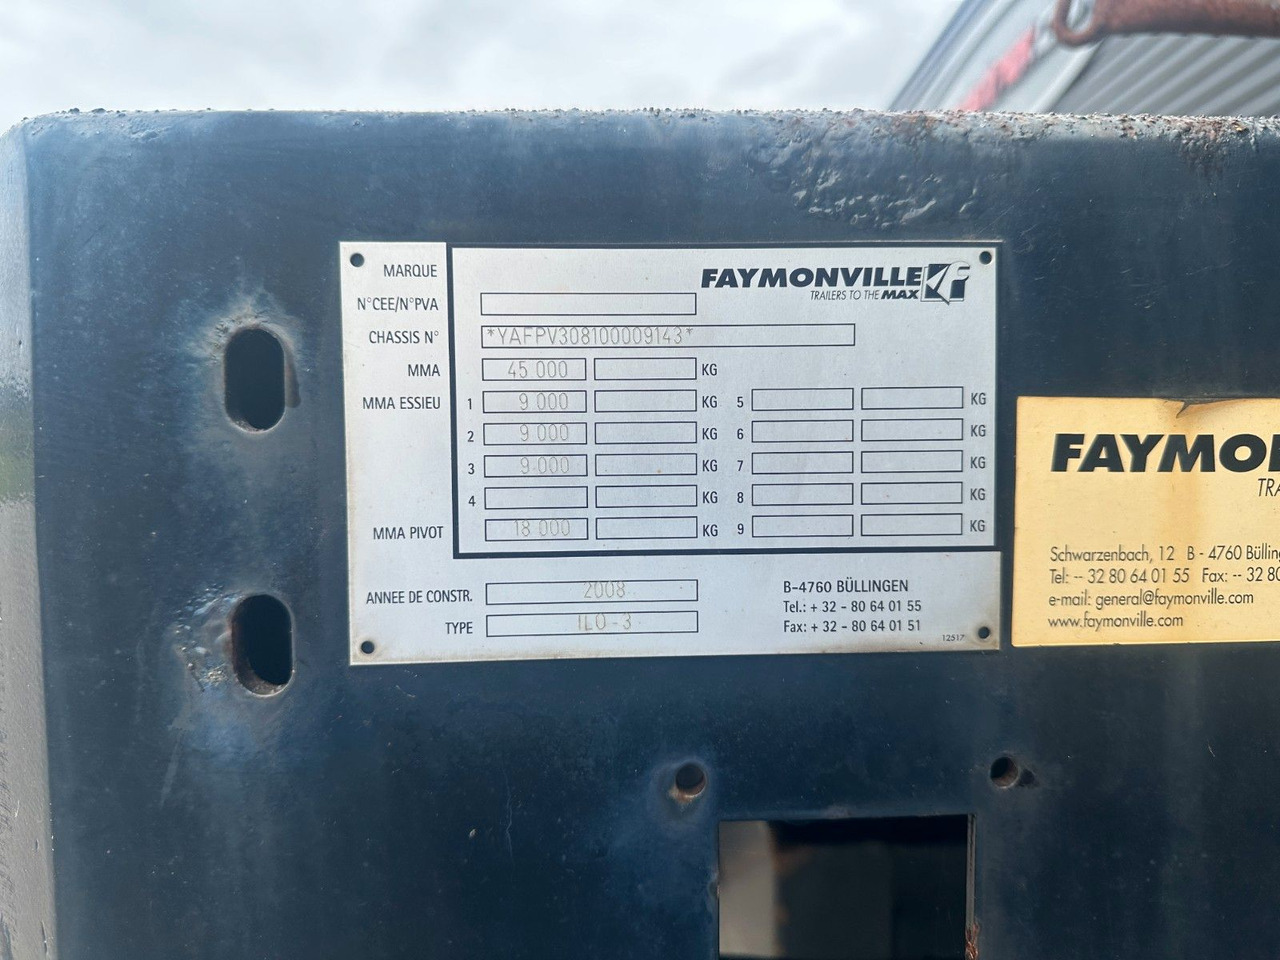 MARQUE
FAYMONVILLE
TRAILERS TO THE MAX
N°CEE/N°PVA
CHASSIS N° *YAFPV308100009143*
MMA 45 000 KG
MMA ESSIEU 1 9 000 KG 5 KG
2 9 000 KG 6 KG
3 9 000 KG 7 KG
4 KG 8 KG
MMA PIVOT 18 000 KG 9 KG
ANNEE DE CONSTR. 2008
TYPE ILO-3
B-4760 BÜLLINGEN
Tel.: + 32 - 80 64 01 55
Fax: + 32 - 80 64 01 51
12517
FAYMON
TRA
Schwarzenbach, 12 B - 4760 Bülling
Tel: -- 32 80 64 01 55 Fax: -- 32 80
e-mail: general@faymonville.com
www.faymonville.com